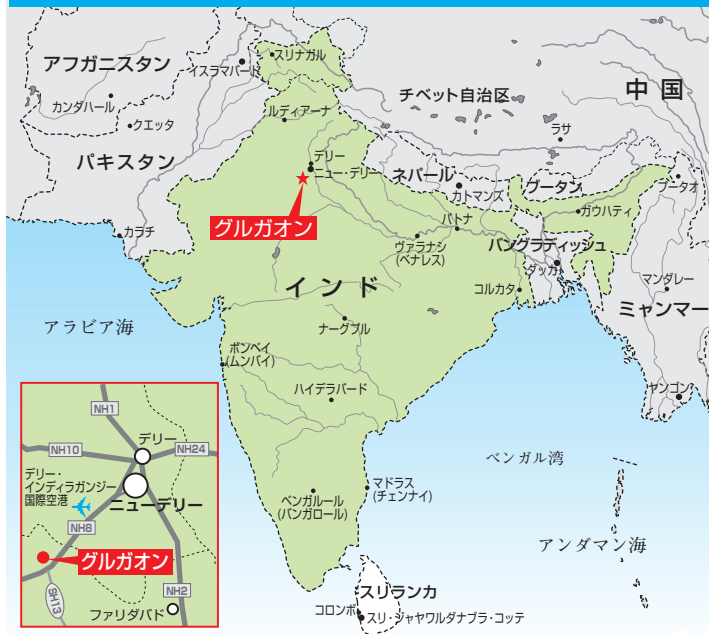 アフガニスタン
スリナガル
イスラマバード
カンダハール
クエッタ
パキスタン
カラチ
ルディアーナ
デリー
ニュー・デリー
グルガオン
チベット自治区
中国
ラサ
ネパール
カトマンズ
ブータン
プータオ
ガウハティ
パトナ
ヴァラナシ
(ベナレス)
バングラディッシュ
ダッカ
コルカタ
マンダレー
ミャンマー
ヤンゴン
インド
アラビア海
ナーグプル
ボンベイ
(ムンバイ)
ハイデラバード
ベンガル湾
マドラス
(チェンナイ)
ベンガルール
(バンガロール)
アンダマン海
スリランカ
コロンボ
スリ・ジャヤワルダナプラ・コッテ
NH1
NH10
デリー
NH24
デリー・
インディラガンジー
国際空港
ニューデリー
NH8
グルガオン
SH13
NH2
ファリダバド